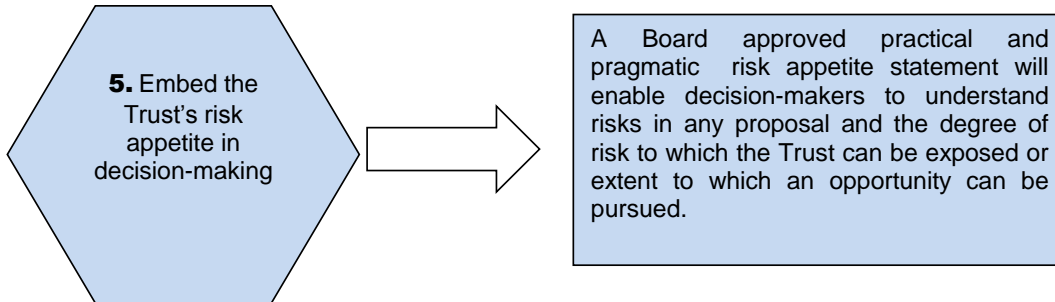 5. Embed the
Trust's risk
appetite in
decision-making
A Board approved practical and
pragmatic risk appetite statement will
enable decision-makers to understand
risks in any proposal and the degree of
risk to which the Trust can be exposed or
extent to which an opportunity can be
pursued.